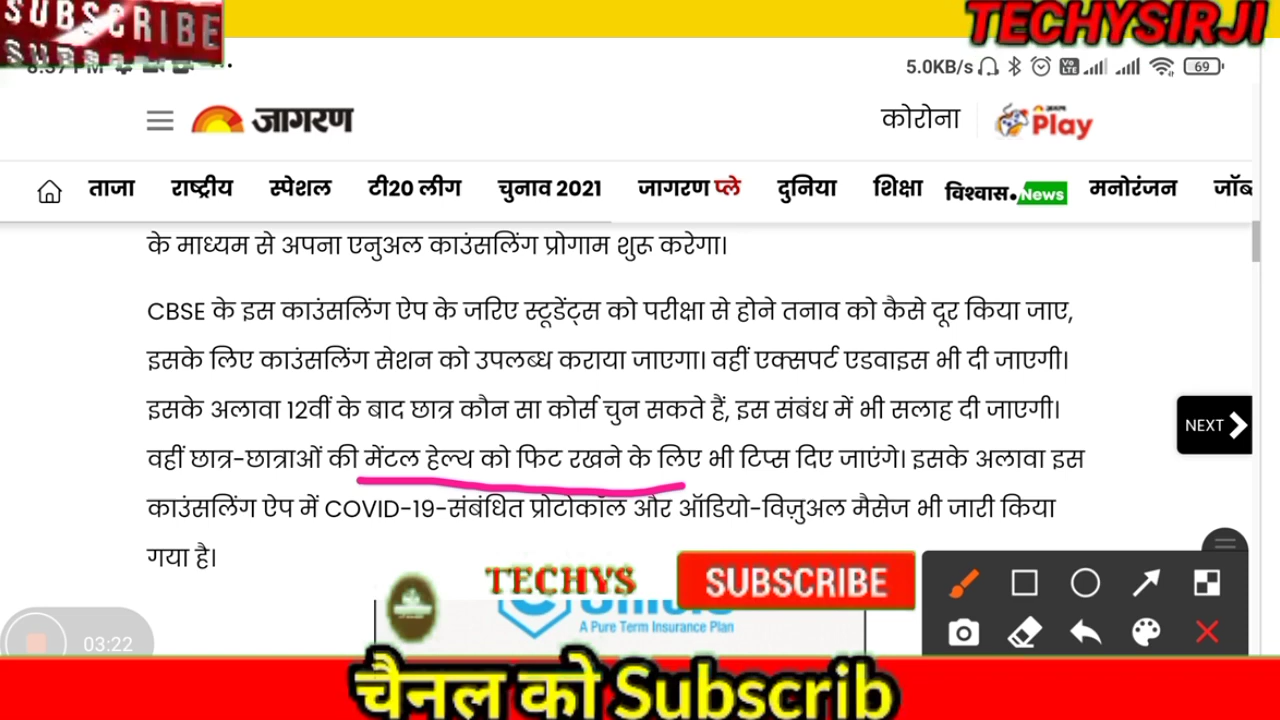 SUBSCRIBE
TECHYSIRJI
5.0KB/s Vo LTE 69
जागरण
कोरोना
Play
ताजा राष्ट्रीय स्पेशल टी20 लीग चुनाव 2021 जागरण प्ले दुनिया शिक्षा विश्वास.News मनोरंजन
के माध्यम से अपना एनुअल काउंसलिंग प्रोगाम शुरू करेगा।
CBSE के इस काउंसलिंग ऐप के जरिए स्टूडेंट्स को परीक्षा से होने तनाव को कैसे दूर किया जाए,
इसके लिए काउंसलिंग सेशन को उपलब्ध कराया जाएगा। वहीं एक्सपर्ट एडवाइस भी दी जाएगी।
इसके अलावा 12वीं के बाद छात्र कौन सा कोर्स चुन सकते हैं, इस संबंध में भी सलाह दी जाएगी।
वहीं छात्र-छात्राओं की मेंटल हेल्थ को फिट रखने के लिए भी टिप्स दिए जाएंगे। इसके अलावा इस
काउंसलिंग ऐप में COVID-19-संबंधित प्रोटोकॉल और ऑडियो-विज़ुअल मैसेज भी जारी किया
गया है।
NEXT
TECHYS
SUBSCRIBE
A Pure Term Insurance Plan
03:22
चैनल को Subscrib